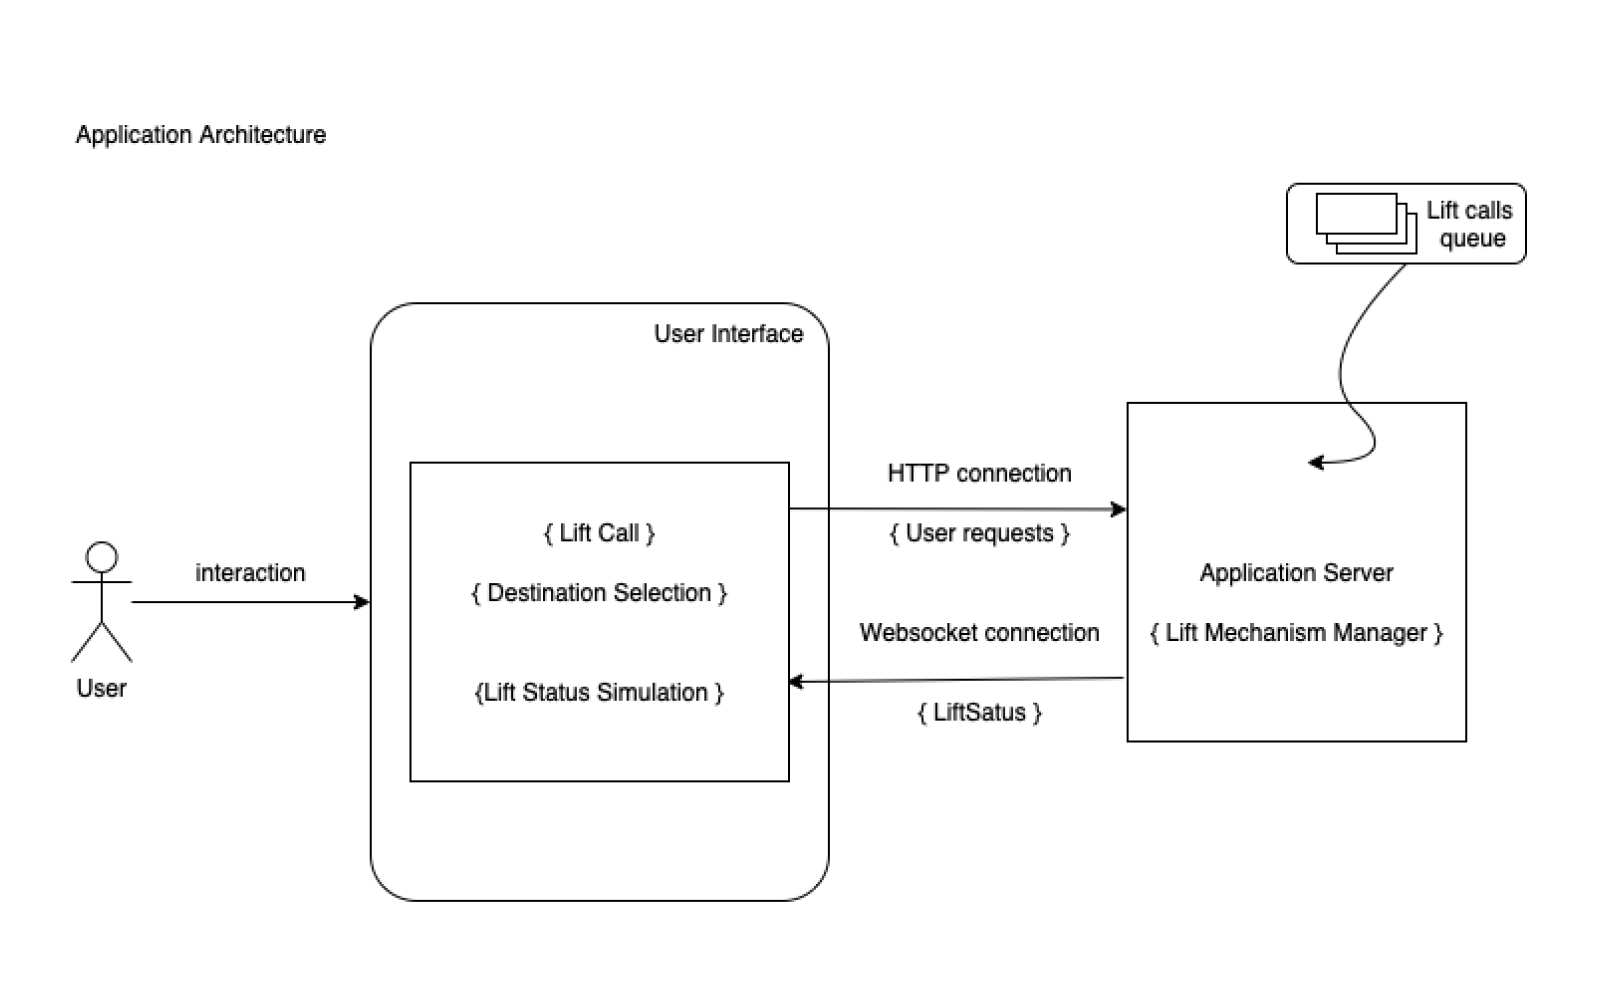 Application Architecture
Lift calls
queue
User Interface
HTTP connection
{ Lift Call }
{ User requests }
interaction
Application Server
{ Destination Selection }
Websocket connection
{ Lift Mechanism Manager }
User
{Lift Status Simulation }
{ LiftSatus }